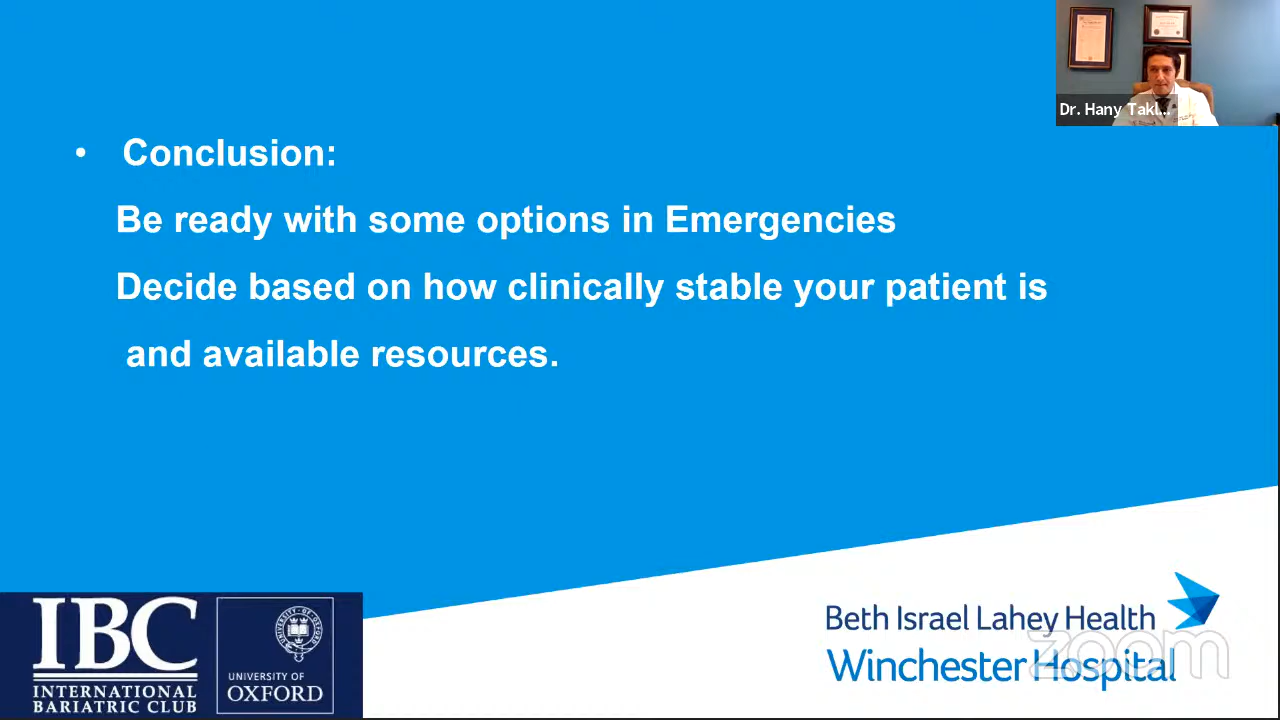 Dr. Hany Takl...
• Conclusion:
Be ready with some options in Emergencies
Decide based on how clinically stable your patient is
and available resources.
IBC
INTERNATIONAL
BARIATRIC CLUB
UNIVERSITY OF
OXFORD
Beth Israel Lahey Health
Winchester Hospital
zoom